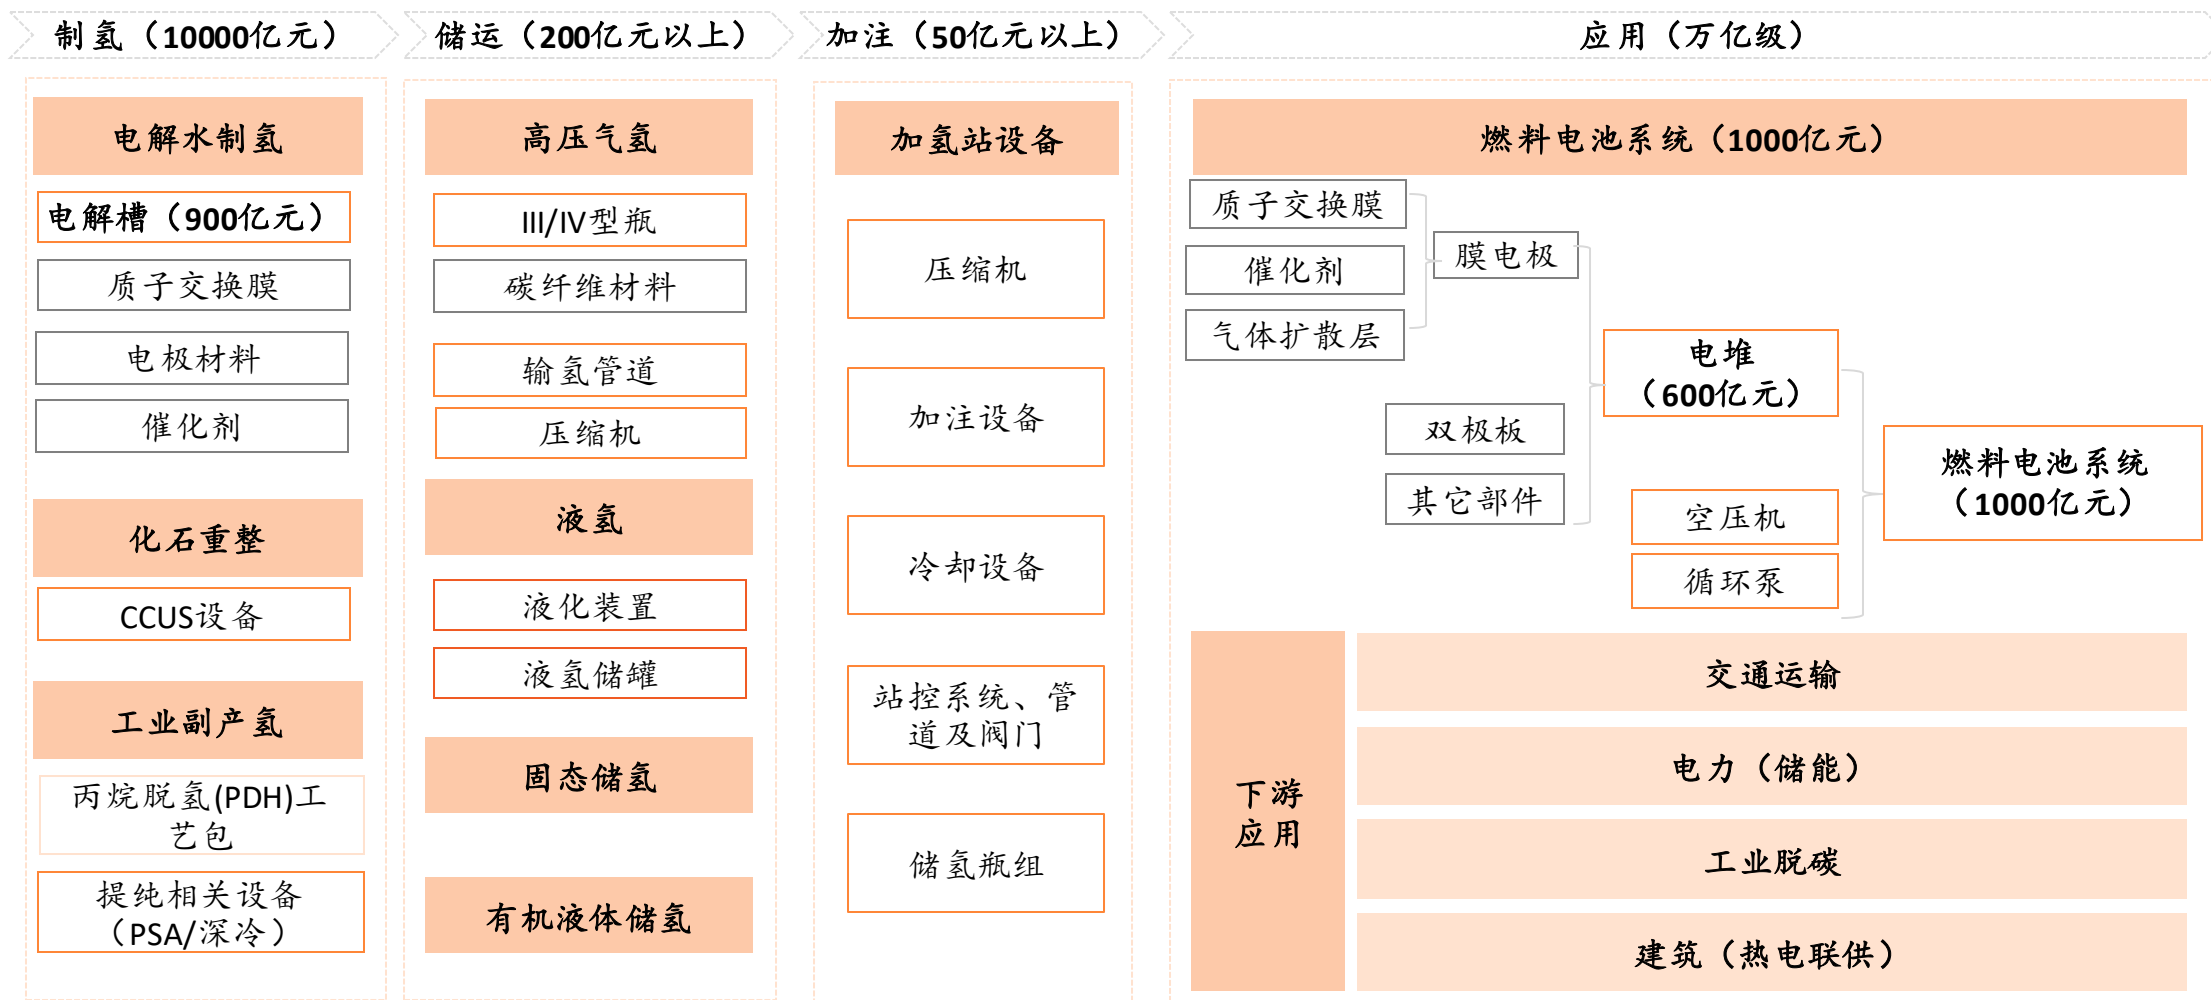 制氢（10000亿元）
储运（200亿元以上）
加注（50亿元以上）
应用（万亿级）
电解水制氢
电解槽（900亿元）
质子交换膜
电极材料
催化剂
化石重整
CCUS设备
工业副产氢
丙烷脱氢(PDH)工
艺包
提纯相关设备
（PSA/深冷）
高压气氢
III/IV型瓶
碳纤维材料
输氢管道
压缩机
液氢
液化装置
液氢储罐
固态储氢
有机液体储氢
加氢站设备
压缩机
加注设备
冷却设备
站控系统、管
道及阀门
储氢瓶组
燃料电池系统（1000亿元）
质子交换膜
催化剂
气体扩散层
膜电极
双极板
其它部件
电堆
（600亿元）
空压机
循环泵
燃料电池系统
（1000亿元）
下游
应用
交通运输
电力（储能）
工业脱碳
建筑（热电联供）